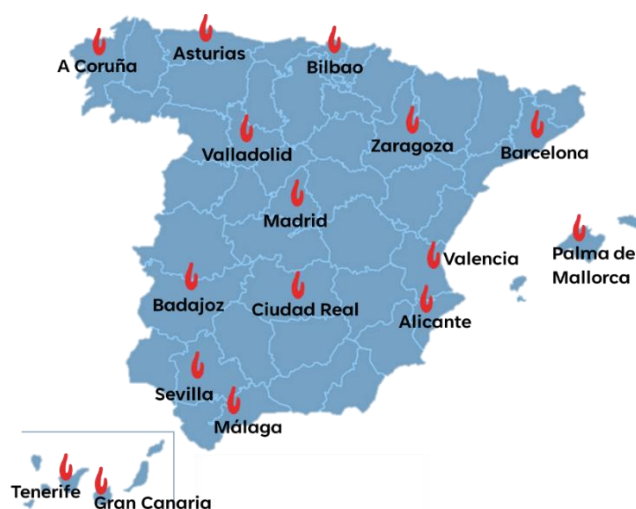 Asturias
A Coruña
Bilbao
Valladolid
Zaragoza
Barcelona
Madrid
Valencia
Palma de
Mallorca
Badajoz
Ciudad Real
Alicante
Sevilla
Málaga
Tenerife
Gran Canaria